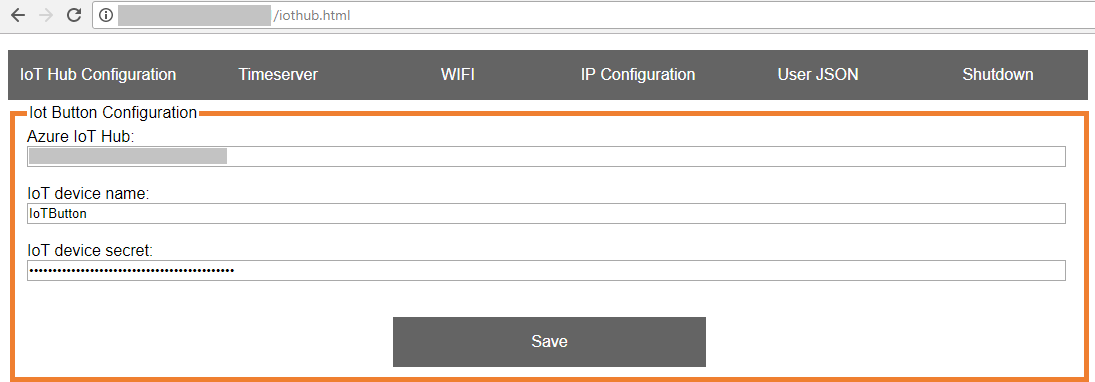 /iothub.html
IoT Hub Configuration Timeserver WIFI IP Configuration User JSON Shutdown
Iot Button Configuration
Azure IoT Hub:
IoT device name:
IoTButton
IoT device secret:
••••••••••••••••••••••••••••••••••••••••••••
Save